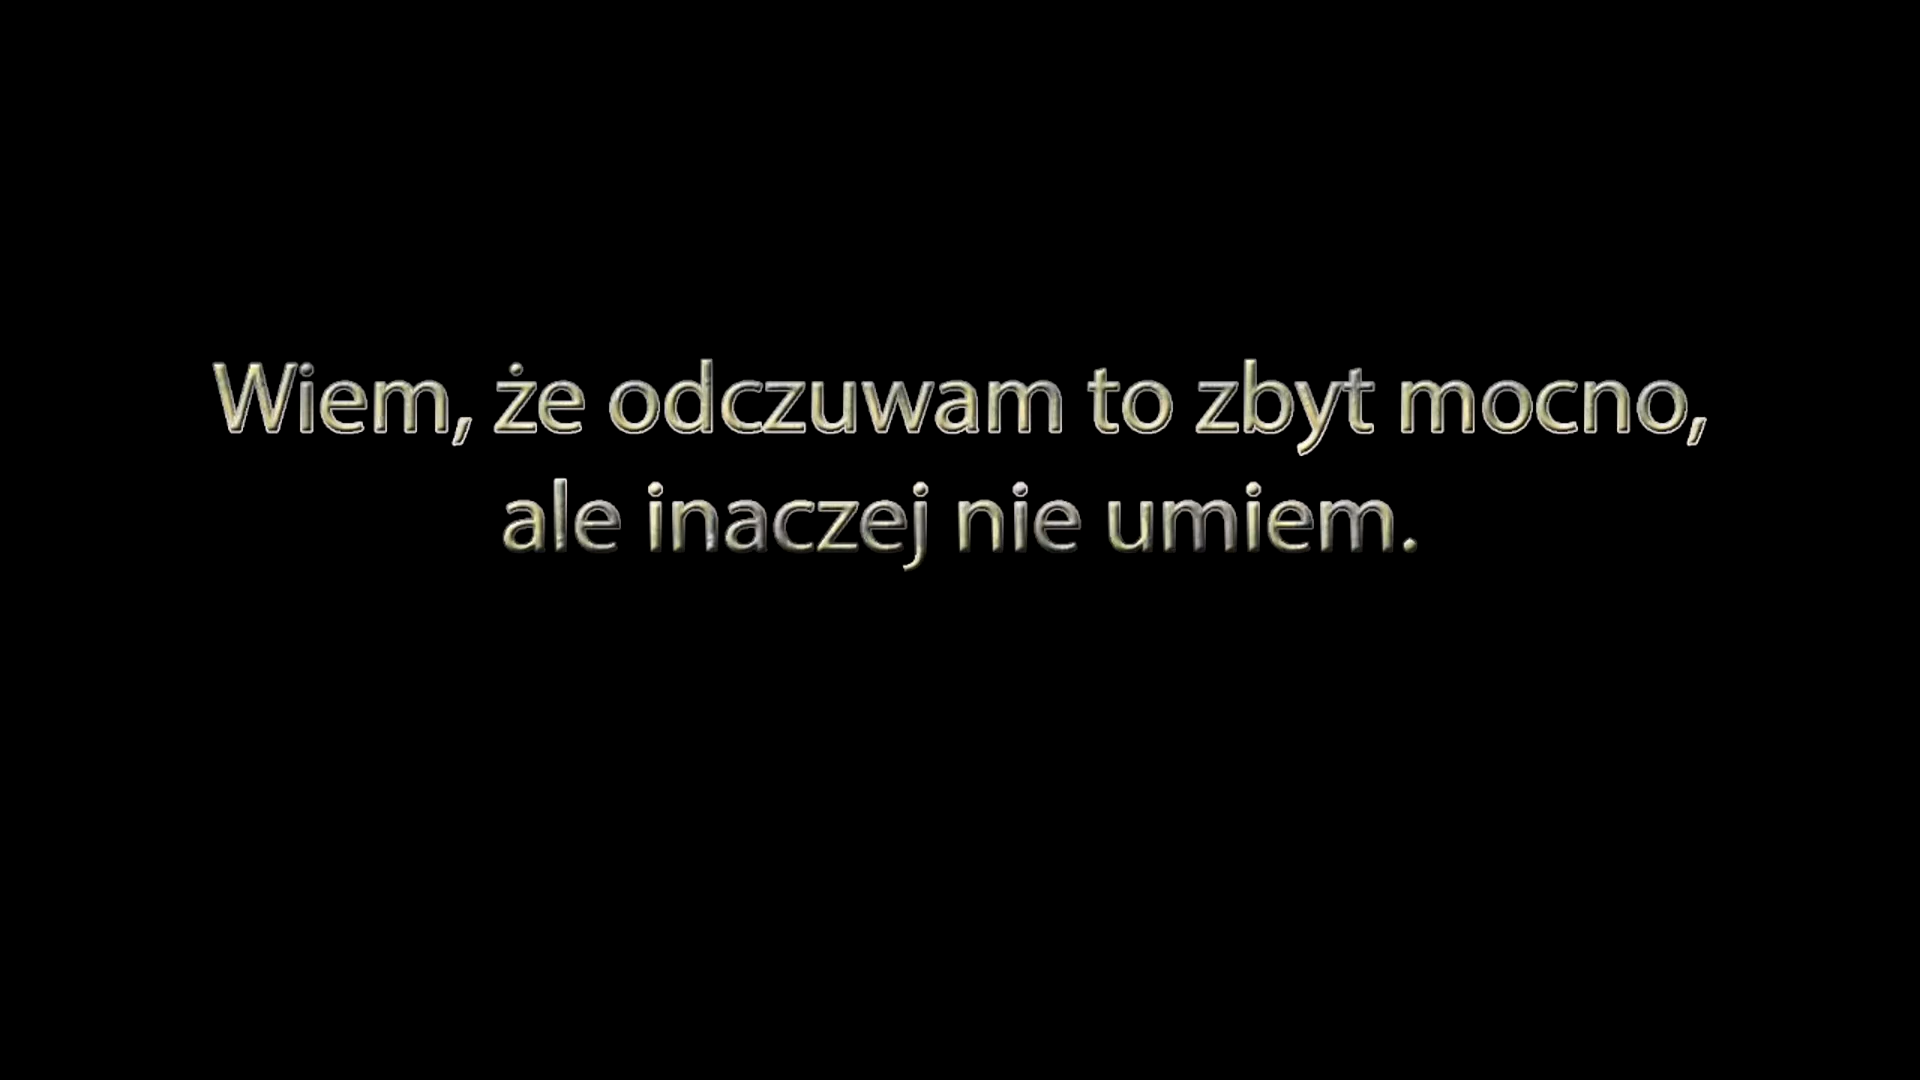 Wiem, że odczuwam to zbyt mocno,
ale inaczej nie umiem.